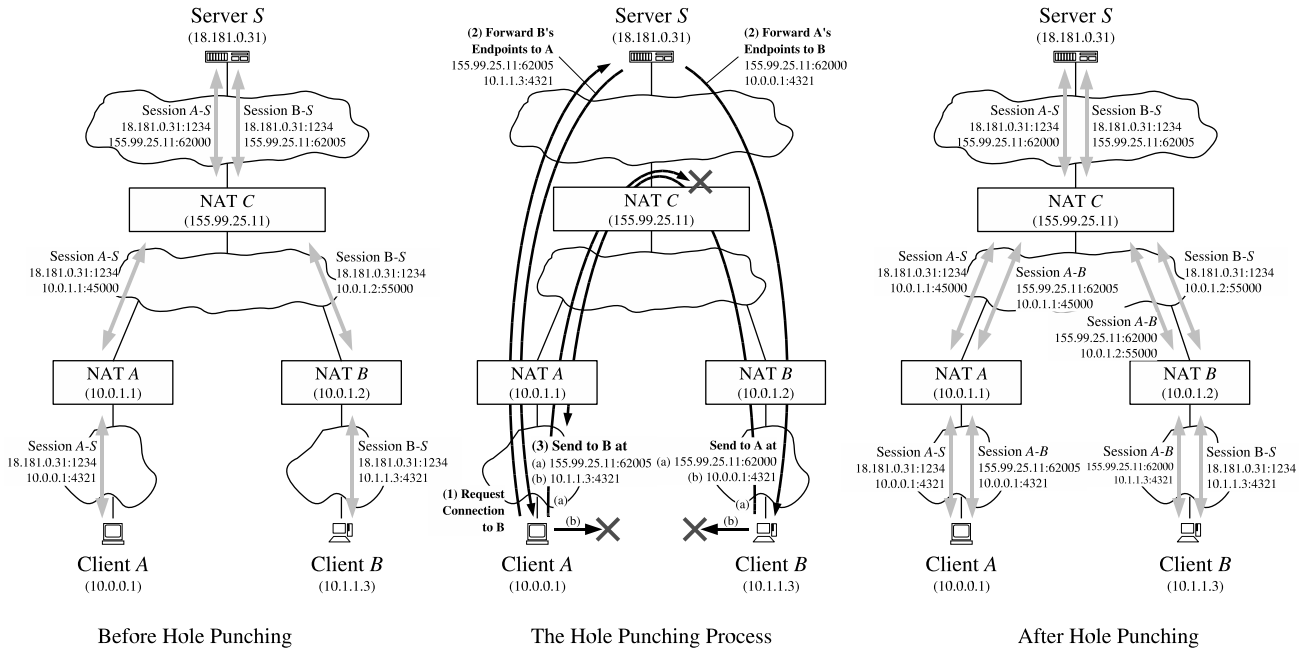 Server S
(18.181.0.31)
Session A-S
18.181.0.31:1234
155.99.25.11:62000
Session B-S
18.181.0.31:1234
155.99.25.11:62005
NAT C
(155.99.25.11)
Session A-S
18.181.0.31:1234
10.0.1.1:45000
Session B-S
18.181.0.31:1234
10.0.1.2:55000
NAT A
(10.0.1.1)
NAT B
(10.0.1.2)
Session A-S
18.181.0.31:1234
10.0.0.1:4321
Session B-S
18.181.0.31:1234
10.1.1.3:4321
Client A
(10.0.0.1)
Client B
(10.1.1.3)
Before Hole Punching
Server S
(18.181.0.31)
(2) Forward B's
Endpoints to A
155.99.25.11:62005
10.1.1.3:4321
(2) Forward A's
Endpoints to B
155.99.25.11:62000
10.0.0.1:4321
NAT C
(155.99.25.11)
NAT A
(10.0.1.1)
NAT B
(10.0.1.2)
(3) Send to B at
(a) 155.99.25.11:62005
(b) 10.1.1.3:4321
Send to A at
(a) 155.99.25.11:62000
(b) 10.0.0.1:4321
(1) Request
Connection
to B
(a)
(b)
(a)
(b)
Client A
(10.0.0.1)
Client B
(10.1.1.3)
The Hole Punching Process
Server S
(18.181.0.31)
Session A-S
18.181.0.31:1234
155.99.25.11:62000
Session B-S
18.181.0.31:1234
155.99.25.11:62005
NAT C
(155.99.25.11)
Session A-S
18.181.0.31:1234
10.0.1.1:45000
Session A-B
155.99.25.11:62005
10.0.1.1:45000
Session B-S
18.181.0.31:1234
10.0.1.2:55000
Session A-B
155.99.25.11:62000
10.0.1.2:55000
NAT A
(10.0.1.1)
NAT B
(10.0.1.2)
Session A-S
18.181.0.31:1234
10.0.0.1:4321
Session A-B
155.99.25.11:62005
10.0.0.1:4321
Session A-B
155.99.25.11:62000
10.1.1.3:4321
Session B-S
18.181.0.31:1234
10.1.1.3:4321
Client A
(10.0.0.1)
Client B
(10.1.1.3)
After Hole Punching